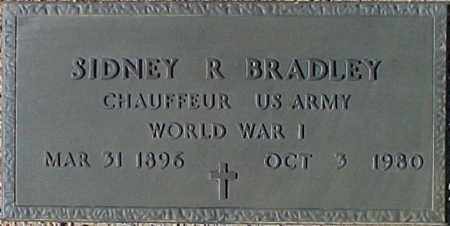 SIDNEY R BRADLEY
CHAUFFEUR US ARMY
WORLD WAR I
MAR 31 1896 OCT 3 1980